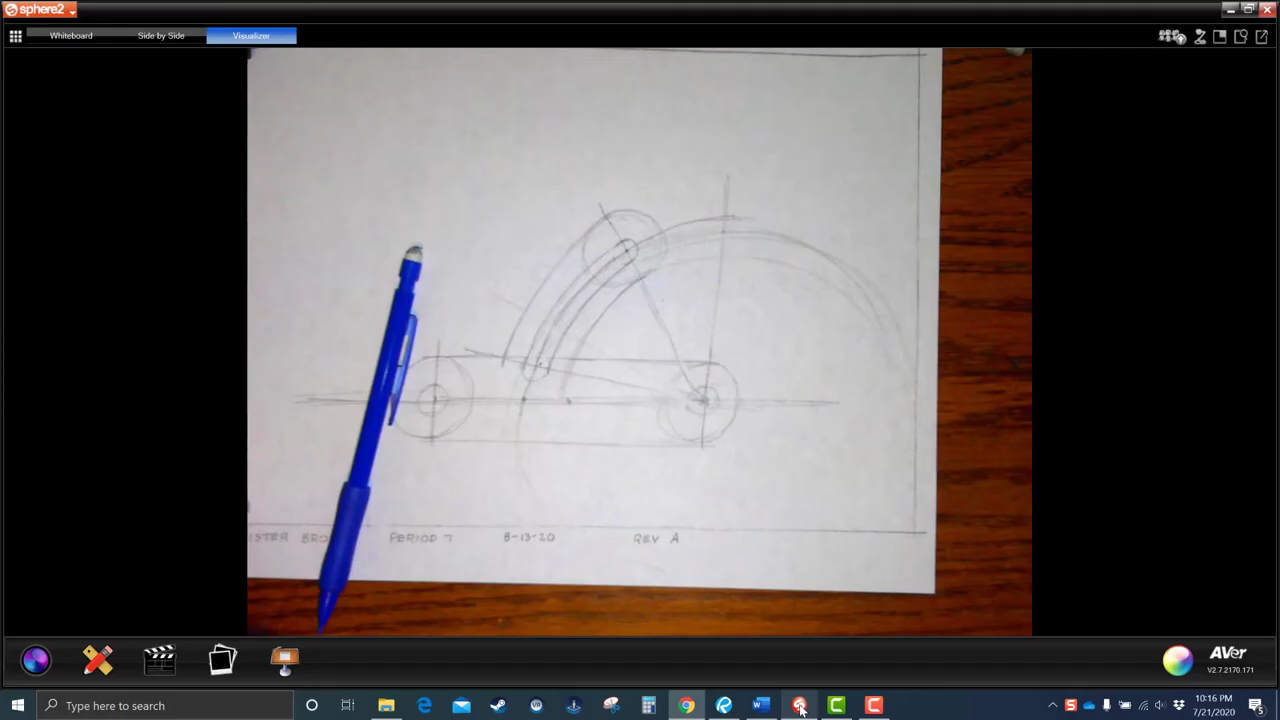 sphere2
Whiteboard
Side by Side
Visualizer
PERIOD 7
8-13-20
REV A
AVer
V2.7.2170.171
Type here to search
10:16 PM
7/21/2020
5